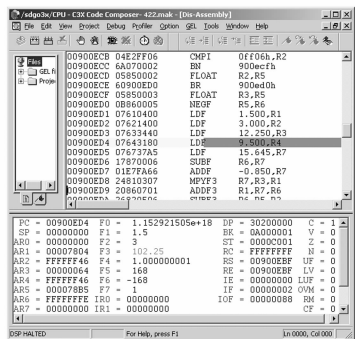 /sdgo3x/CPU - C3X Code Composer- 422.mak - [Dis-Assembly]
File Edit View Project Debug Profiler Option GEL Tools Window Help
Files
GEL fi
Projec
00900ECB 04E2FF06 CMPI 0ff06h,R2
00900ECC 6A070002 BN 900ecfh
00900ECD 05850002 FLOAT R2,R5
00900ECE 60900ED0 BR 900ed0h
00900ECF 05850003 FLOAT R3,R5
00900ED0 0B860005 NEGF R5,R6
00900ED1 07610400 LDF 1.500,R1
00900ED2 07621400 LDF 3.000,R2
00900ED3 07633440 LDF 12.250,R3
00900ED4 07643180 LDF 9.500,R4
00900ED5 076737A5 LDF 15.645,R7
00900ED6 17870006 SUBF R6,R7
00900ED7 01E7FA66 ADDF -0.850,R7
00900ED8 24810307 MPYF3 R7,R3,R1
00900ED9 20860701 ADDF3 R1,R7,R6
PC = 00900ED4 F0 = 1.152921505e+18 DP = 30200000 C = 1
SP = 00000000 F1 = 1.5 BK = 0A000001 V = 0
AR0 = 00000000 F2 = 3 ST = 0000C001 Z = 0
AR1 = 00007804 F3 = 102.25 RC = FFFFFFFF N = 0
AR2 = FFFFFF46 F4 = 1.000000001 RS = 00900EBF UF = 0
AR3 = 00000064 F5 = 168 RE = 00900EBF LV = 0
AR4 = FFFFFF46 F6 = -168 IE = 00000000 LUF = 0
AR5 = 000078B5 F7 = 1 IF = 00000002 OVM = 0
AR6 = FFFFFFFE IR0 = 00000000 IOF = 00000088 RM = 0
AR7 = 00000000 IR1 = 00000000 CF = 0
DSP HALTED For Help, press F1 Ln 0000, Col 000